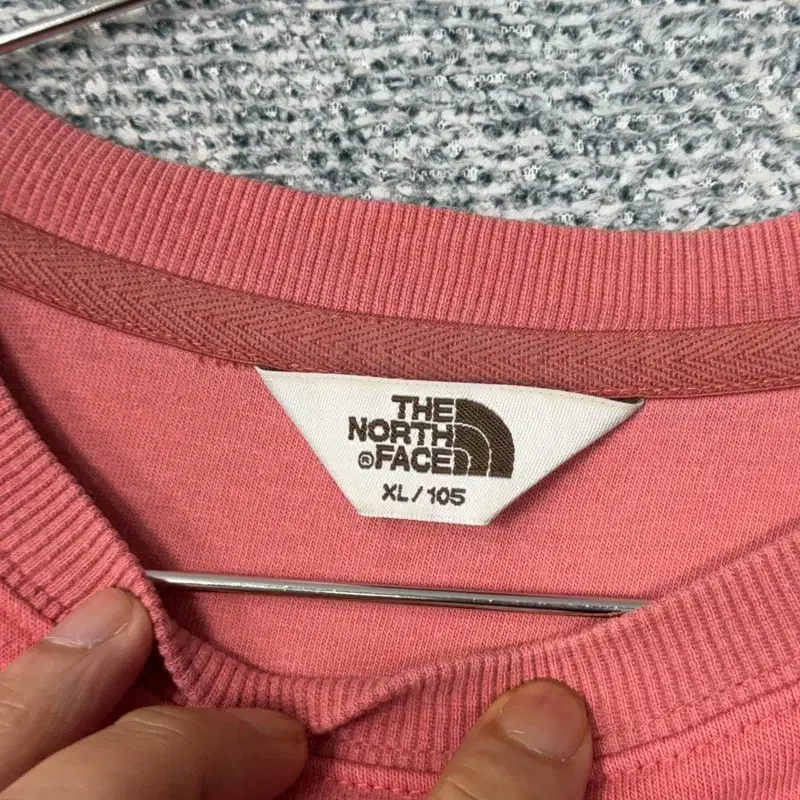 THE
NORTH
®FACE
XL/105